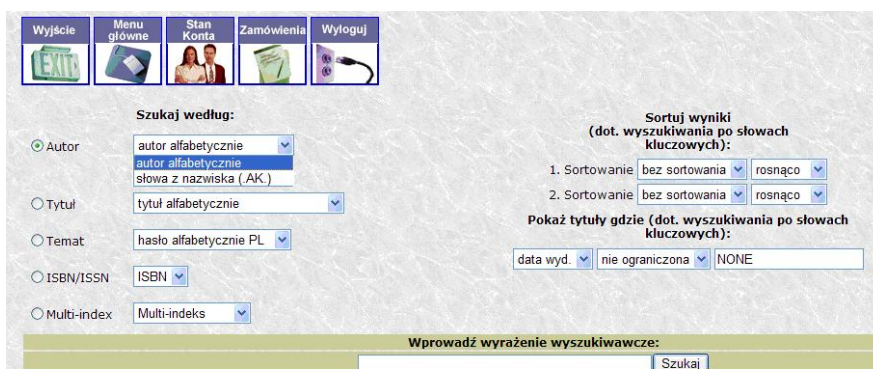 Wyjście
Menu
główne
Stan
Konta
Zamówienia
Wyloguj
EXIT
Szukaj według:
Autor
autor alfabetycznie
autor alfabetycznie
słowa z nazwiska (.AK.)
Tytuł
tytuł alfabetycznie
Temat
hasło alfabetycznie PL
ISBN/ISSN
ISBN
Multi-index
Multi-indeks
Sortuj wyniki
(dot. wyszukiwania po słowach
kluczowych):
1. Sortowanie bez sortowania rosnąco
2. Sortowanie bez sortowania rosnąco
Pokaż tytuły gdzie (dot. wyszukiwania po słowach
kluczowych):
data wyd. nie ograniczona NONE
Wprowadź wyrażenie wyszukiwawcze:
Szukaj